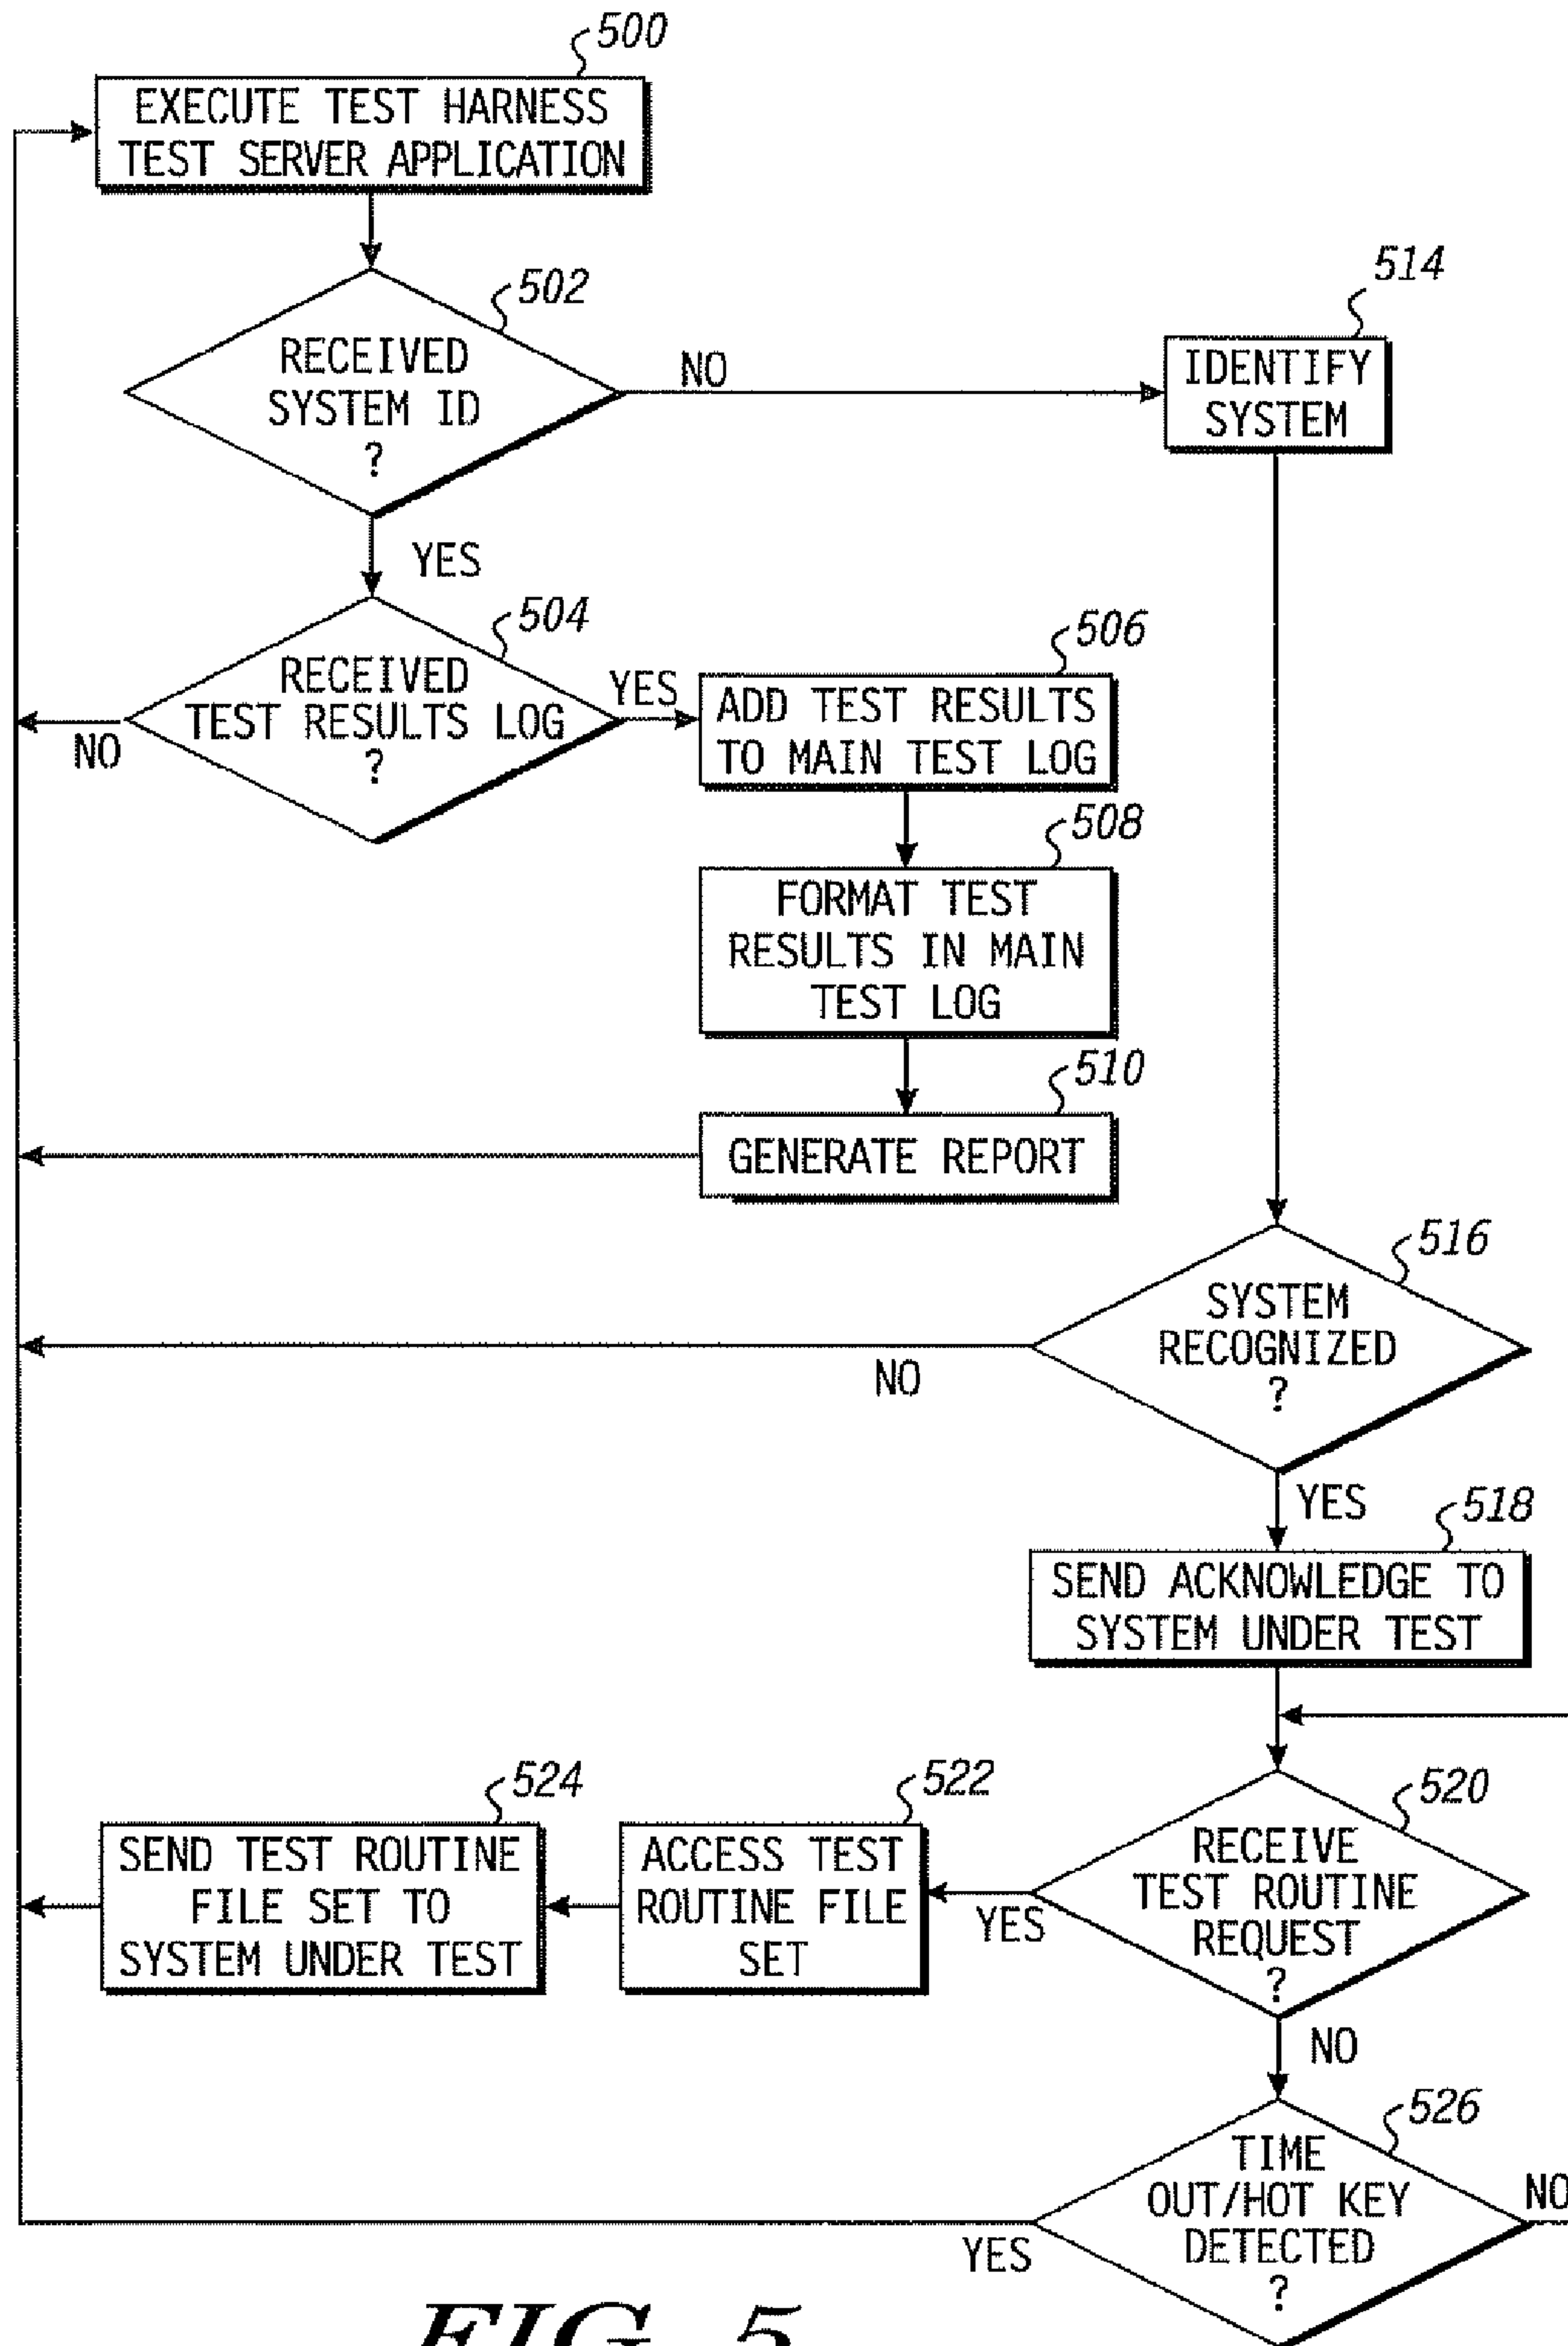 500
EXECUTE TEST HARNESS
TEST SERVER APPLICATION
502
RECEIVED
SYSTEM ID
?
NO
514
IDENTIFY
SYSTEM
YES
504
RECEIVED
TEST RESULTS LOG
?
NO
YES
506
ADD TEST RESULTS
TO MAIN TEST LOG
508
FORMAT TEST
RESULTS IN MAIN
TEST LOG
510
GENERATE REPORT
516
SYSTEM
RECOGNIZED
?
NO
YES
518
SEND ACKNOWLEDGE TO
SYSTEM UNDER TEST
520
RECEIVE
TEST ROUTINE
REQUEST
?
YES
522
ACCESS TEST
ROUTINE FILE
SET
524
SEND TEST ROUTINE
FILE SET TO
SYSTEM UNDER TEST
NO
526
TIME
OUT/HOT KEY
DETECTED
?
YES
NO
FIG. 5